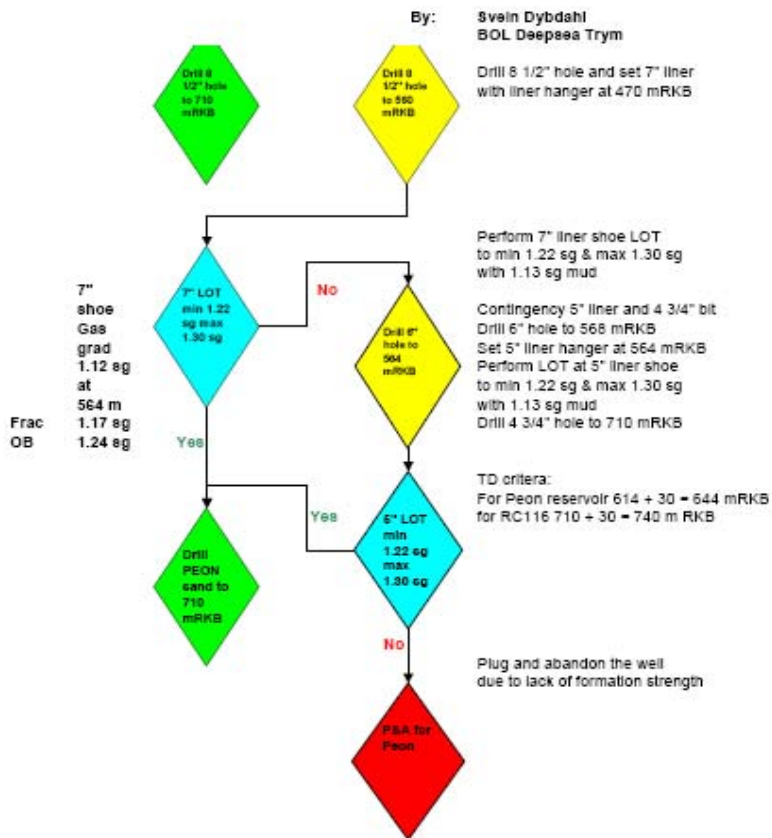 By: Svein Dybdahl
BOL Deepsea Trym
Drill 8
1/2" hole
to 710
mRKB
Drill 8
1/2" hole
to 560
mRKB
Drill 8 1/2" hole and set 7" liner
with liner hanger at 470 mRKB
7"
shoe
Gas
grad
1.12 sg
at
564 m
Frac 1.17 sg
OB 1.24 sg
7" LOT
min 1.22
sg max
1.30 sg
No
Yes
Drill 6"
hole to
564
mRKB
Perform 7" liner shoe LOT
to min 1.22 sg & max 1.30 sg
with 1.13 sg mud
Contingency 5" liner and 4 3/4" bit
Drill 6" hole to 568 mRKB
Set 5" liner hanger at 564 mRKB
Perform LOT at 5" liner shoe
to min 1.22 sg & max 1.30 sg
with 1.13 sg mud
Drill 4 3/4" hole to 710 mRKB
Yes
Drill
PEON
sand to
710
mRKB
5" LOT
min
1.22 sg
max
1.30 sg
TD critera:
For Peon reservoir 614 + 30 = 644 mRKB
for RC116 710 + 30 = 740 m RKB
No
P&A for
Peon
Plug and abandon the well
due to lack of formation strength